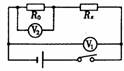 R₀ Rₓ
V₂
V₁